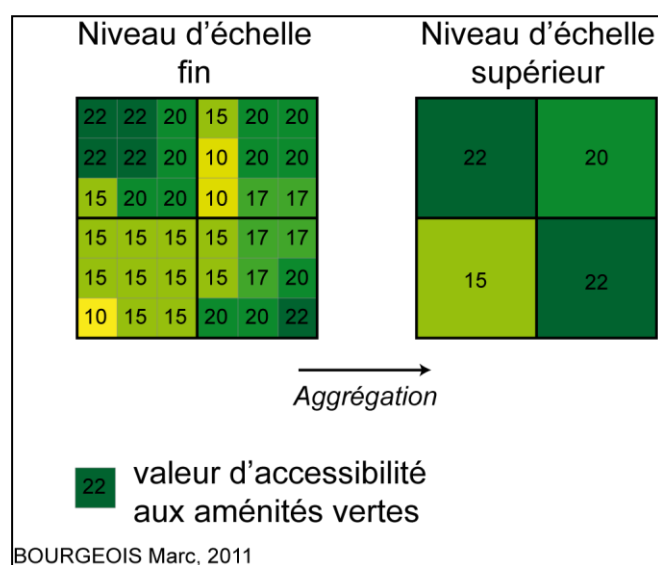 Niveau d'échelle
fin
Niveau d'échelle
supérieur
22 22 20 15 20 20
22 22 20 10 20 20
15 20 20 10 17 17
15 15 15 15 17 17
15 15 15 15 17 20
10 15 15 20 20 22
22 20
15 22
Aggrégation
22
valeur d'accessibilité
aux aménités vertes
BOURGEOIS Marc, 2011